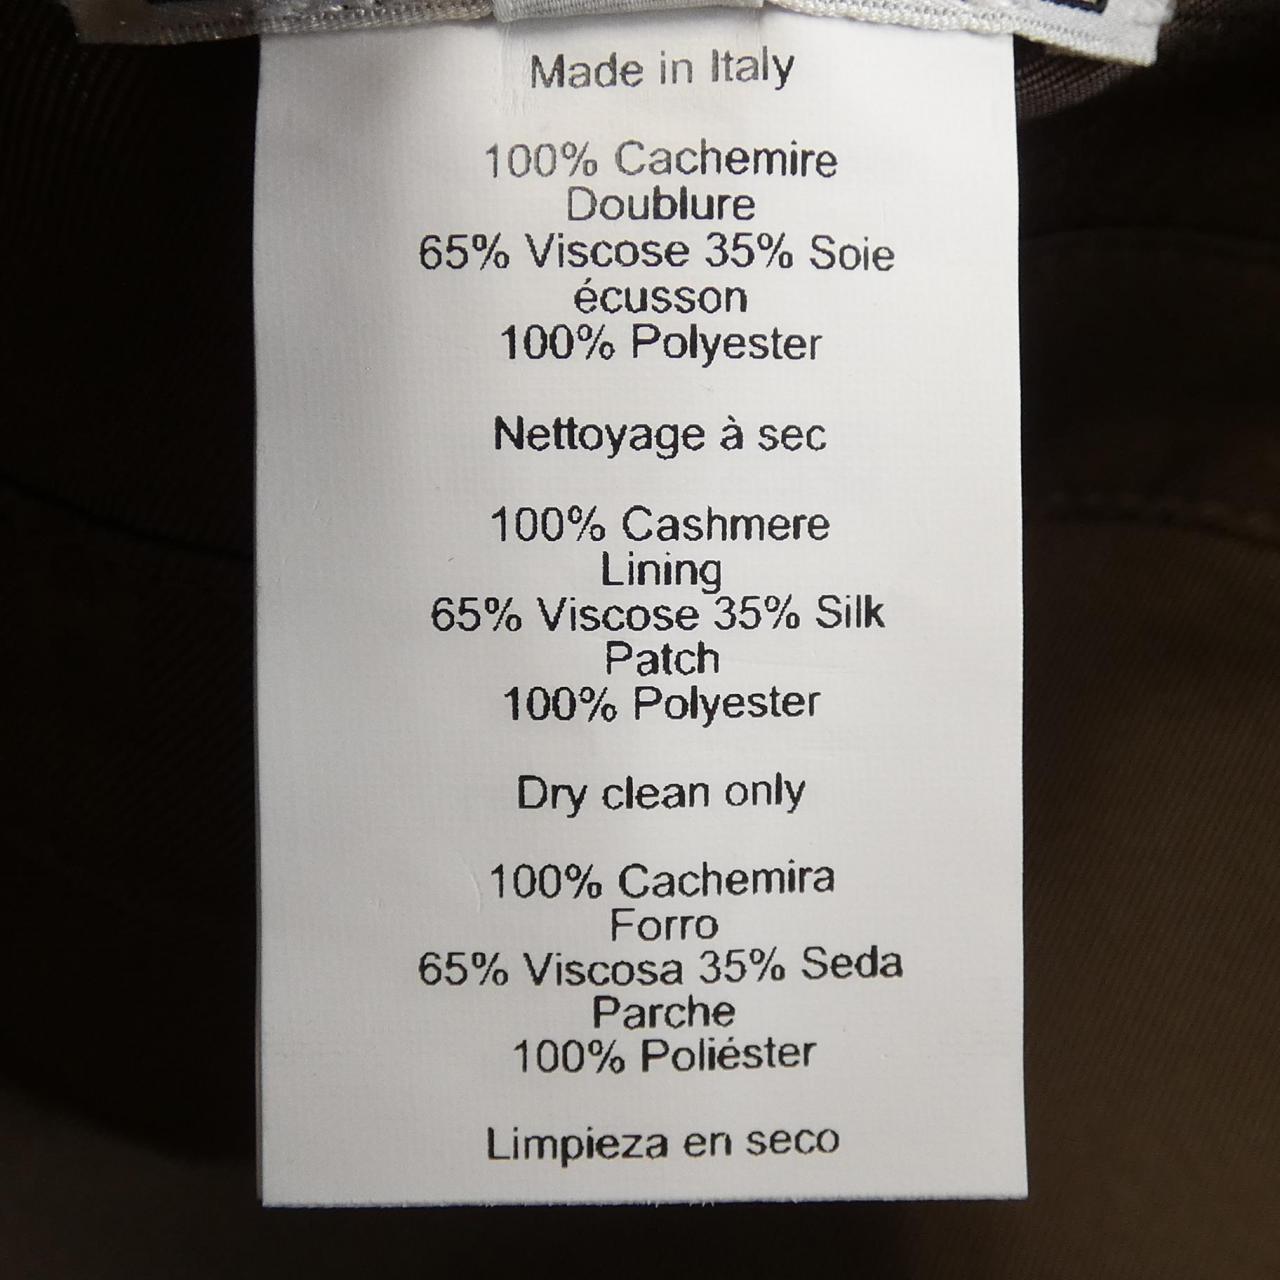 Made in Italy
100% Cachemire
Doublure
65% Viscose 35% Soie
écusson
100% Polyester
Nettoyage à sec
100% Cashmere
Lining
65% Viscose 35% Silk
Patch
100% Polyester
Dry clean only
100% Cachemira
Forro
65% Viscosa 35% Seda
Parche
100% Poliéster
Limpieza en seco